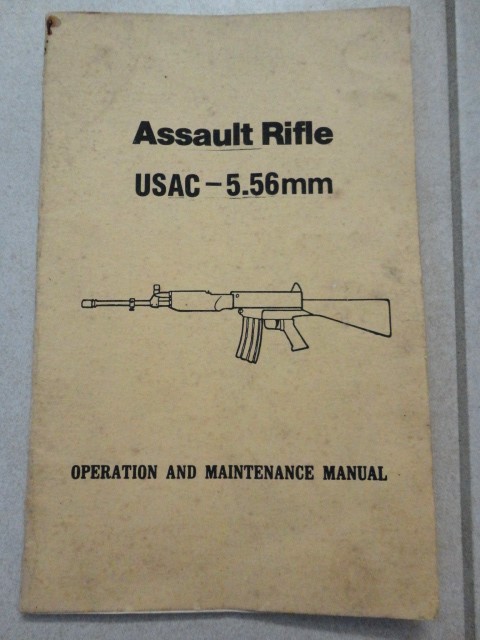 Assault Rifle
USAC - 5.56mm
OPERATION AND MAINTENANCE MANUAL